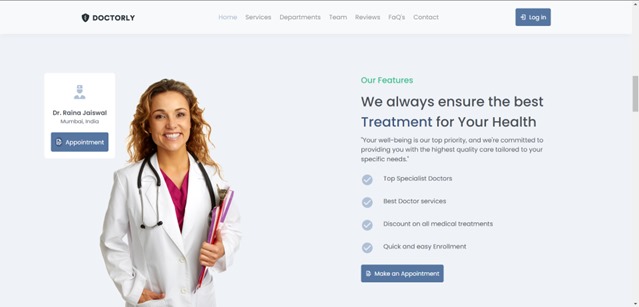 DOCTORLY
Home Services Departments Team Reviews FaQ's Contact
Log in
Dr. Raina Jaiswal
Mumbai, India
Appointment
Our Features
We always ensure the best
Treatment for Your Health
"Your well-being is our top priority, and we're committed to
providing you with the highest quality care tailored to your
specific needs."
Top Specialist Doctors
Best Doctor services
Discount on all medical treatments
Quick and easy Enrollment
Make an Appointment